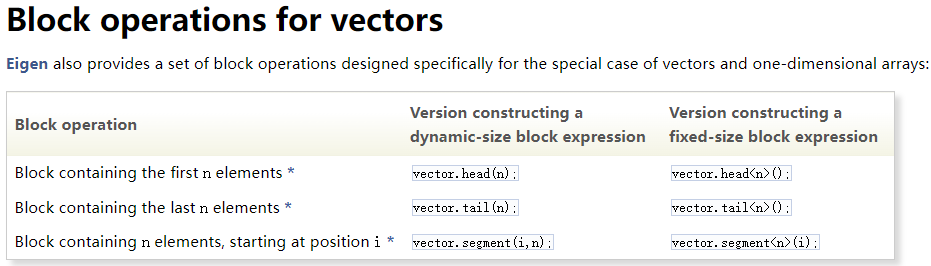 Block operations for vectors
Eigen also provides a set of block operations designed specifically for the special case of vectors and one-dimensional arrays:
Block operation
Version constructing a
dynamic-size block expression
Version constructing a
fixed-size block expression
Block containing the first n elements * vector.head(n); vector.head<n>();
Block containing the last n elements * vector.tail(n); vector.tail<n>();
Block containing n elements, starting at position i * vector.segment(i,n); vector.segment<n>(i);